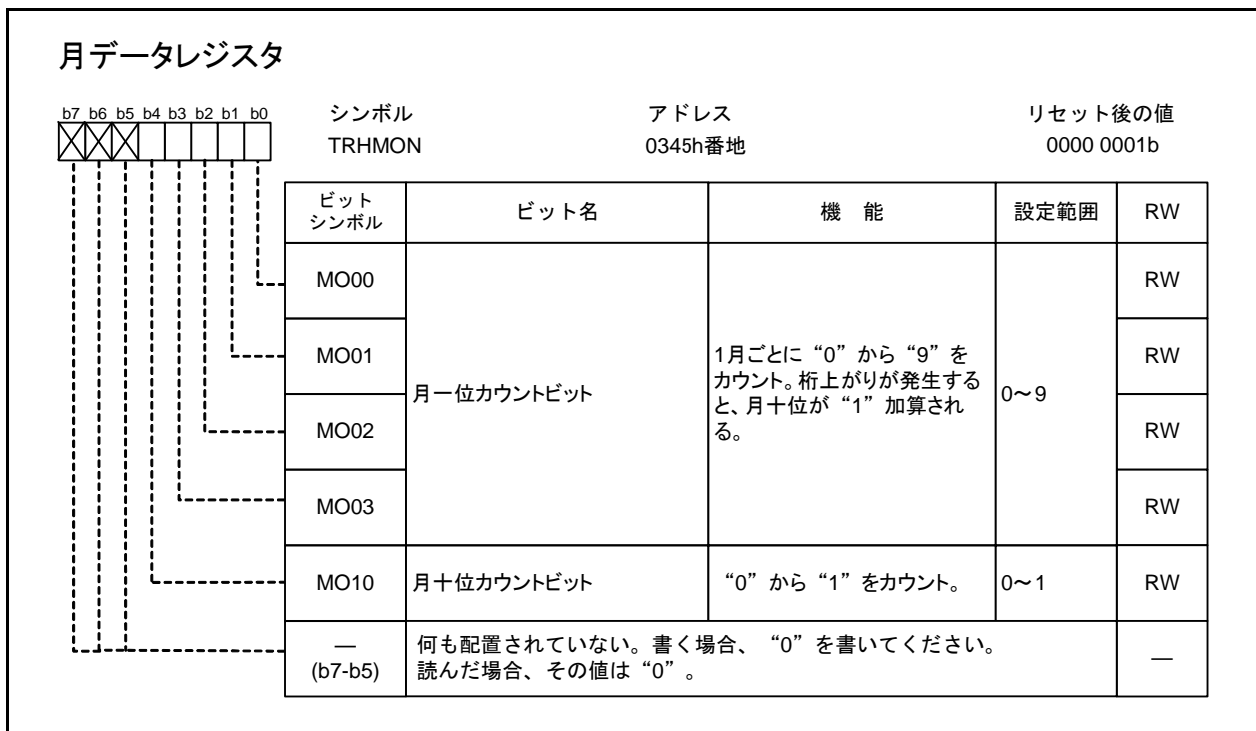 月データレジスタ
b7 b6 b5 b4 b3 b2 b1 b0
シンボル
アドレス
リセット後の値
TRHMON
0345h番地
0000 0001b
ビット
シンボル
ビット名
機 能
設定範囲
RW
MO00
RW
MO01
RW
MO02
RW
MO03
RW
月一位カウントビット
1月ごとに“0”から“9”を
カウント。桁上がりが発生する
と、月十位が“1”加算され
る。
0~9
MO10
月十位カウントビット
“0”から“1”をカウント。
0~1
RW
—
(b7-b5)
何も配置されていない。書く場合、“0”を書いてください。
読んだ場合、その値は“0”。
—